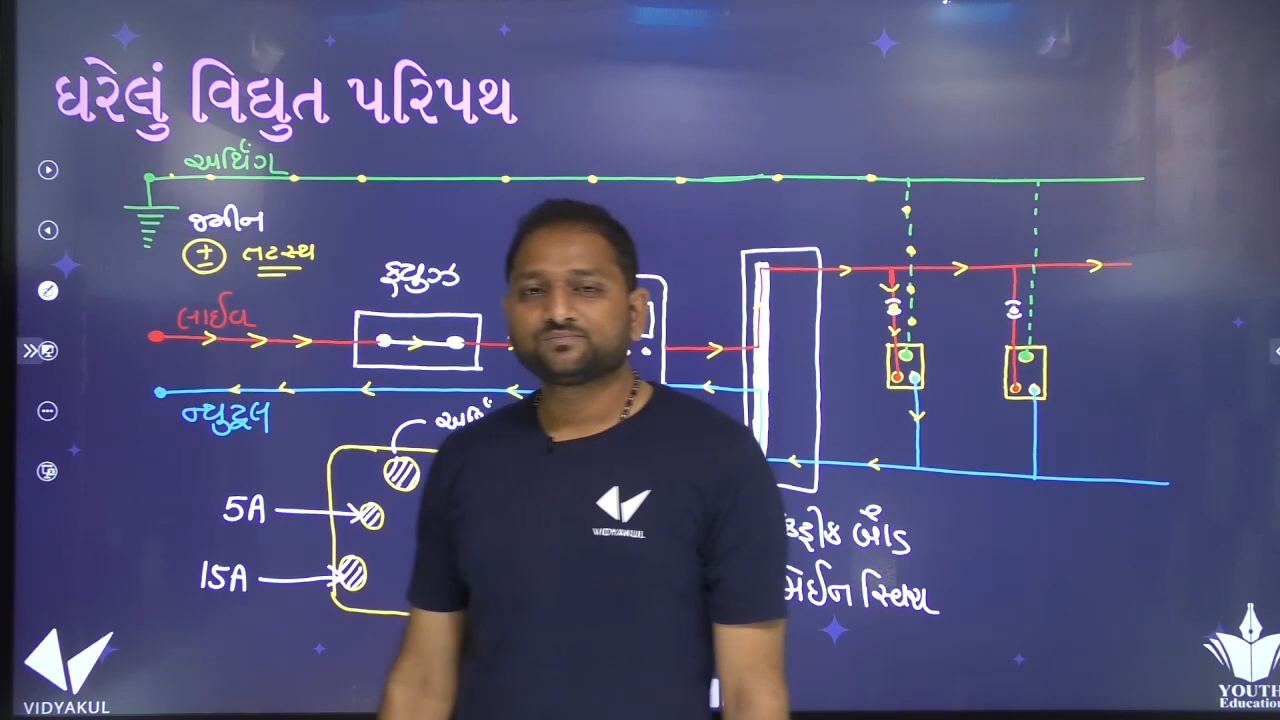 ઘરેલું વિદ્યુત પરિપથ
અર્થિંગ
જમીન
+
-
તટસ્થ
ફ્યુઝ
લાઈવ
ન્યુટ્રલ
5A
15A
બૉર્ડ
મેઈન સ્વિચ
VIDYAKUL
VIDYAKUL
YOUTH
Education